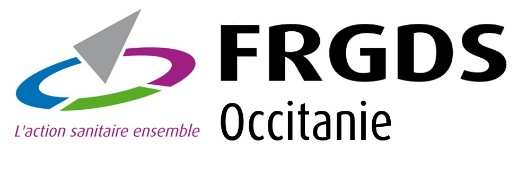 FRGDS
Occitanie
L'action sanitaire ensemble